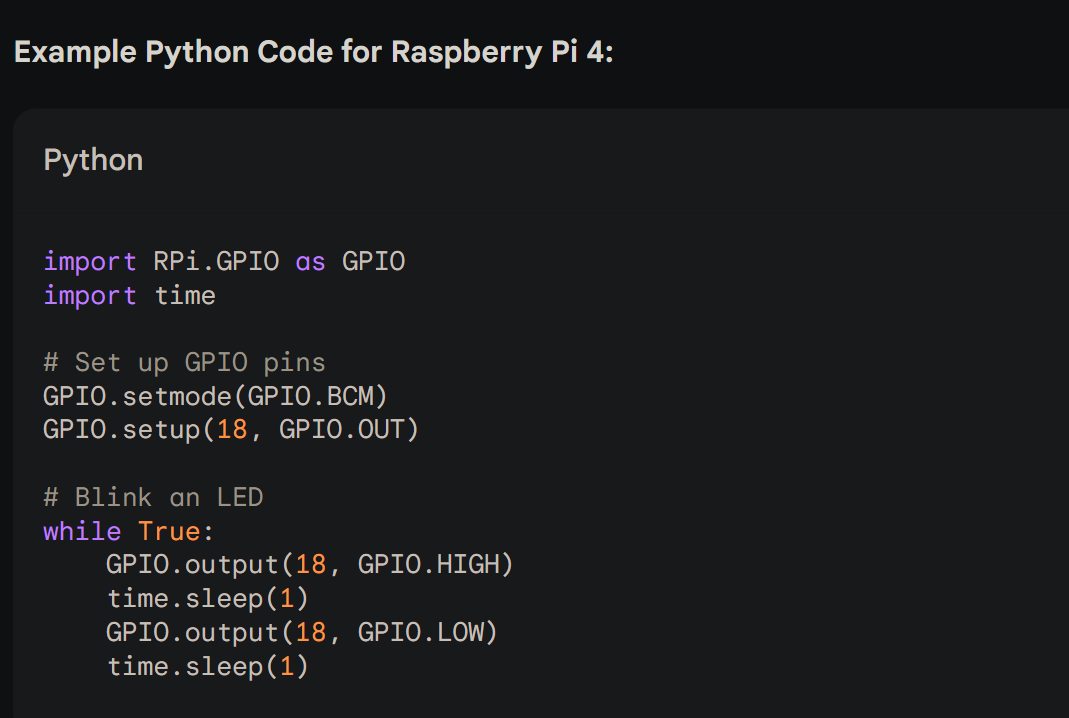 Example Python Code for Raspberry Pi 4:
Python
import RPi.GPIO as GPIO
import time
# Set up GPIO pins
GPIO.setmode(GPIO.BCM)
GPIO.setup(18, GPIO.OUT)
# Blink an LED
while True:
    GPIO.output(18, GPIO.HIGH)
    time.sleep(1)
    GPIO.output(18, GPIO.LOW)
    time.sleep(1)